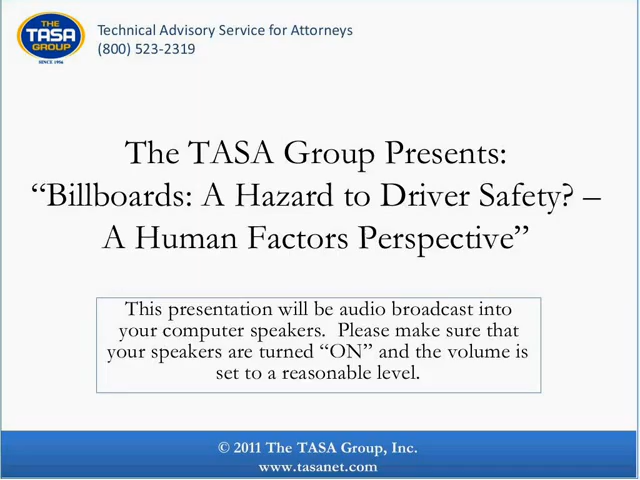 THE
TASA
GROUP
SINCE 1956
Technical Advisory Service for Attorneys
(800) 523-2319
The TASA Group Presents:
“Billboards: A Hazard to Driver Safety? –
A Human Factors Perspective”
This presentation will be audio broadcast into
your computer speakers.  Please make sure that
your speakers are turned “ON” and the volume is
set to a reasonable level.
© 2011 The TASA Group, Inc.
www.tasanet.com